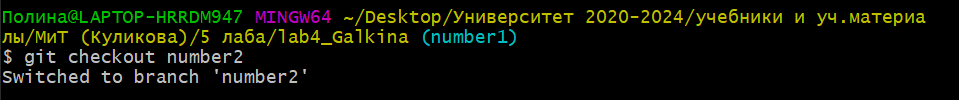 Полина@LAPTOP-HRRDM947 MINGW64 ~/Desktop/Университет 2020-2024/учебники и уч.материа
лы/МиТ (Куликова)/5 лаба/lab4_Galkina (number1)
$ git checkout number2
Switched to branch 'number2'